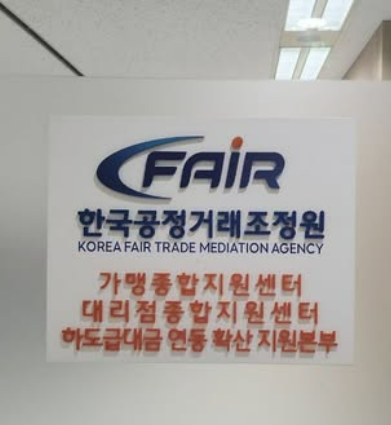 FAIR
한국공정거래조정원
KOREA FAIR TRADE MEDIATION AGENCY
가맹종합지원센터
대리점종합지원센터
하도급대금 연동 확산 지원본부